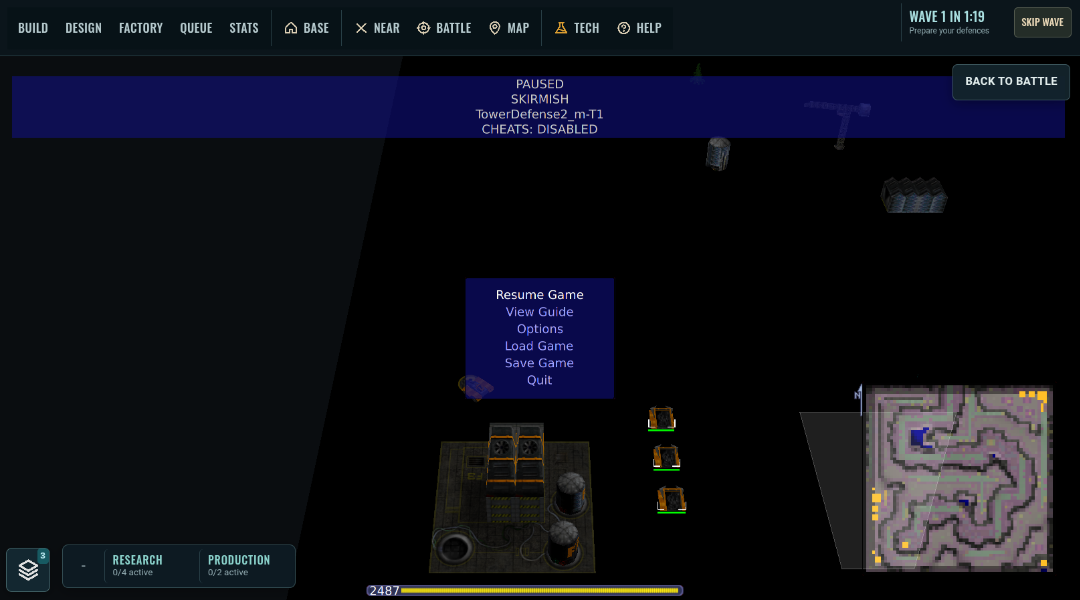 BUILD DESIGN FACTORY QUEUE STATS BASE NEAR BATTLE MAP TECH HELP
WAVE 1 IN 1:19
Prepare your defences
SKIP WAVE
BACK TO BATTLE
PAUSED
SKIRMISH
TowerDefense2_m-T1
CHEATS: DISABLED
Resume Game
View Guide
Options
Load Game
Save Game
Quit
N
3
-
RESEARCH
0/4 active
PRODUCTION
0/2 active
2487